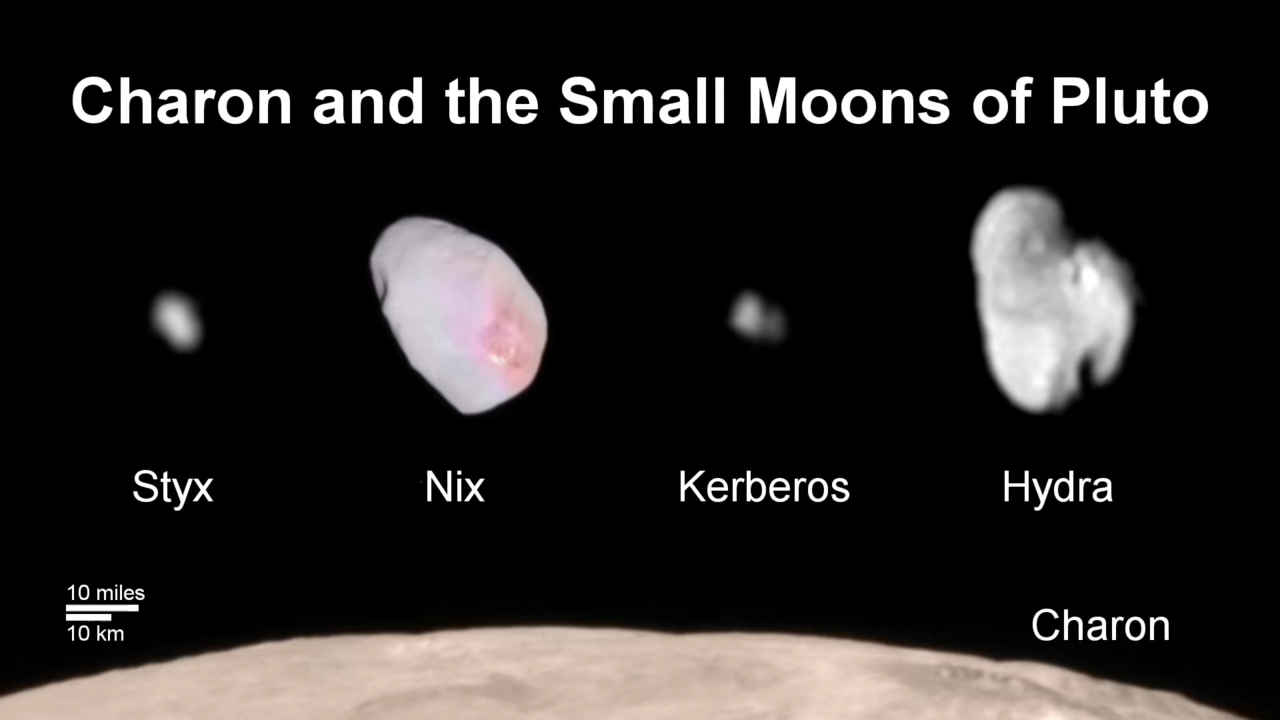 Charon and the Small Moons of Pluto
Styx
Nix
Kerberos
Hydra
10 miles
10 km
Charon